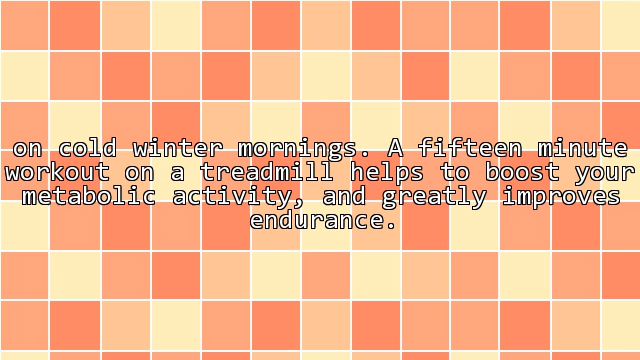 on cold winter mornings. A fifteen minute
workout on a treadmill helps to boost your
metabolic activity, and greatly improves
endurance.